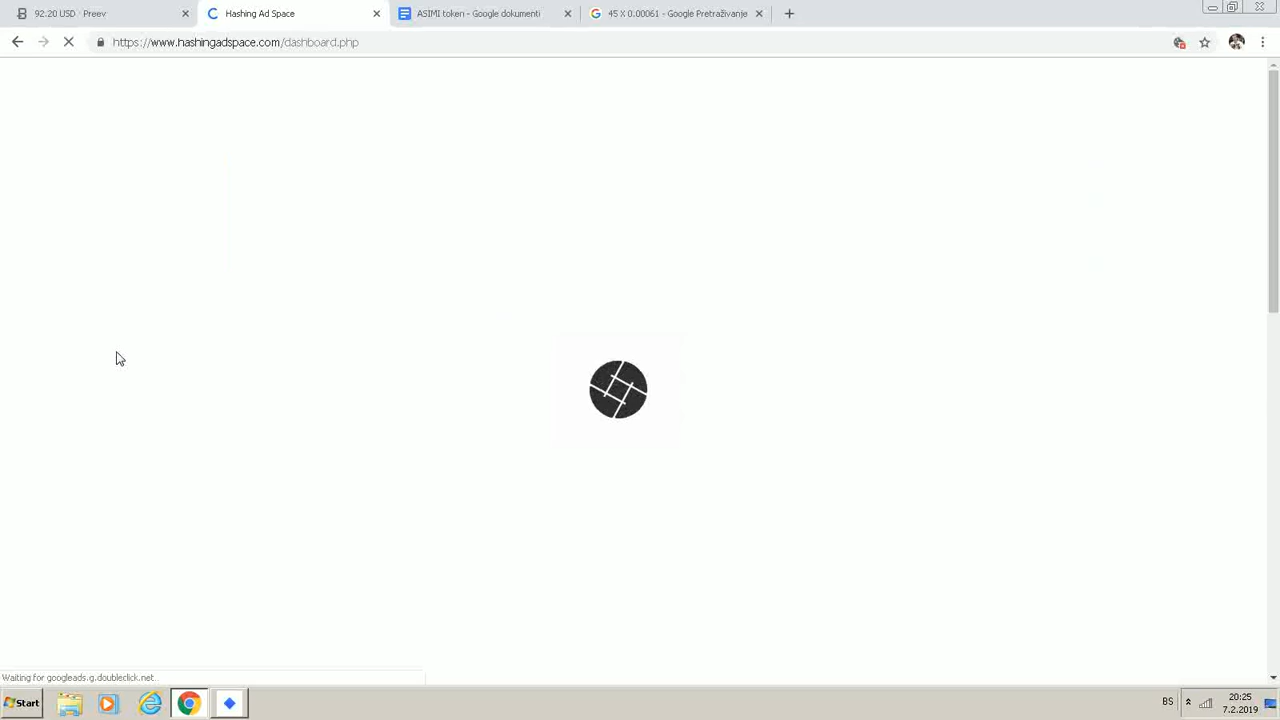 92.20 USD · Preev
Hashing Ad Space
ASIMI token - Google dokumenti
45 X 0.00061 - Google Pretraživanje
https://www.hashingadspace.com/dashboard.php
Waiting for googleads.g.doubleclick.net...
Start
BS
20:25
7.2.2019